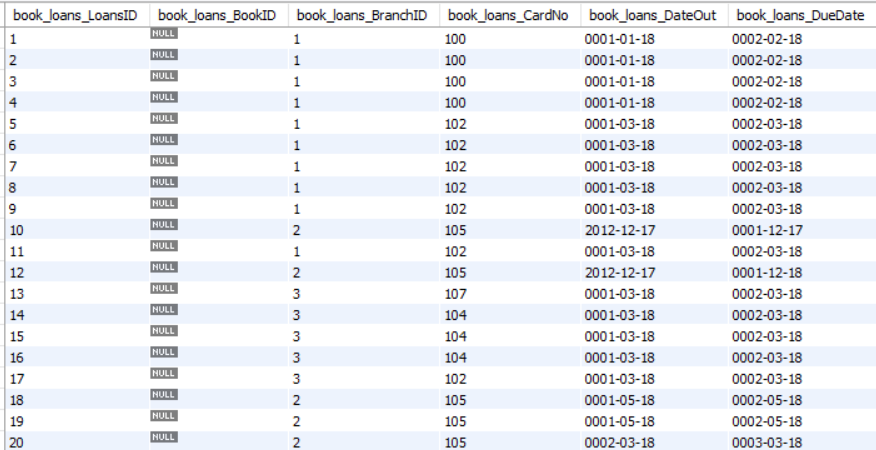 book_loans_LoansID book_loans_BookID book_loans_BranchID book_loans_CardNo book_loans_DateOut book_loans_DueDate
1 NULL 1 100 0001-01-18 0002-02-18
2 NULL 1 100 0001-01-18 0002-02-18
3 NULL 1 100 0001-01-18 0002-02-18
4 NULL 1 100 0001-01-18 0002-02-18
5 NULL 1 102 0001-03-18 0002-03-18
6 NULL 1 102 0001-03-18 0002-03-18
7 NULL 1 102 0001-03-18 0002-03-18
8 NULL 1 102 0001-03-18 0002-03-18
9 NULL 1 102 0001-03-18 0002-03-18
10 NULL 2 105 2012-12-17 0001-12-17
11 NULL 1 102 0001-03-18 0002-03-18
12 NULL 2 105 2012-12-17 0001-12-18
13 NULL 3 107 0001-03-18 0002-03-18
14 NULL 3 104 0001-03-18 0002-03-18
15 NULL 3 104 0001-03-18 0002-03-18
16 NULL 3 104 0001-03-18 0002-03-18
17 NULL 3 102 0001-03-18 0002-03-18
18 NULL 2 105 0001-05-18 0002-05-18
19 NULL 2 105 0001-05-18 0002-05-18
20 NULL 2 105 0002-03-18 0003-03-18